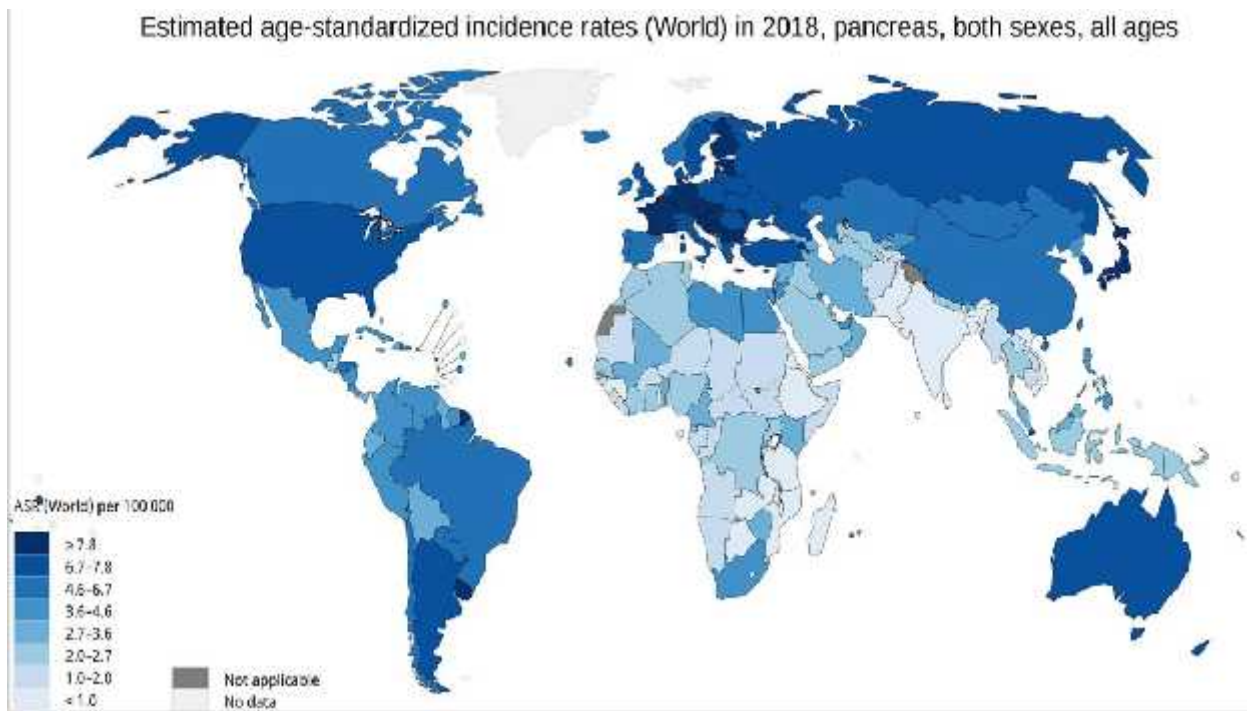 Estimated age-standardized incidence rates (World) in 2018, pancreas, both sexes, all ages
ASR (World) per 100 000
≥ 7.8
6.7–7.8
4.6–6.7
3.6–4.6
2.7–3.6
2.0–2.7
1.0–2.0
< 1.0
Not applicable
No data